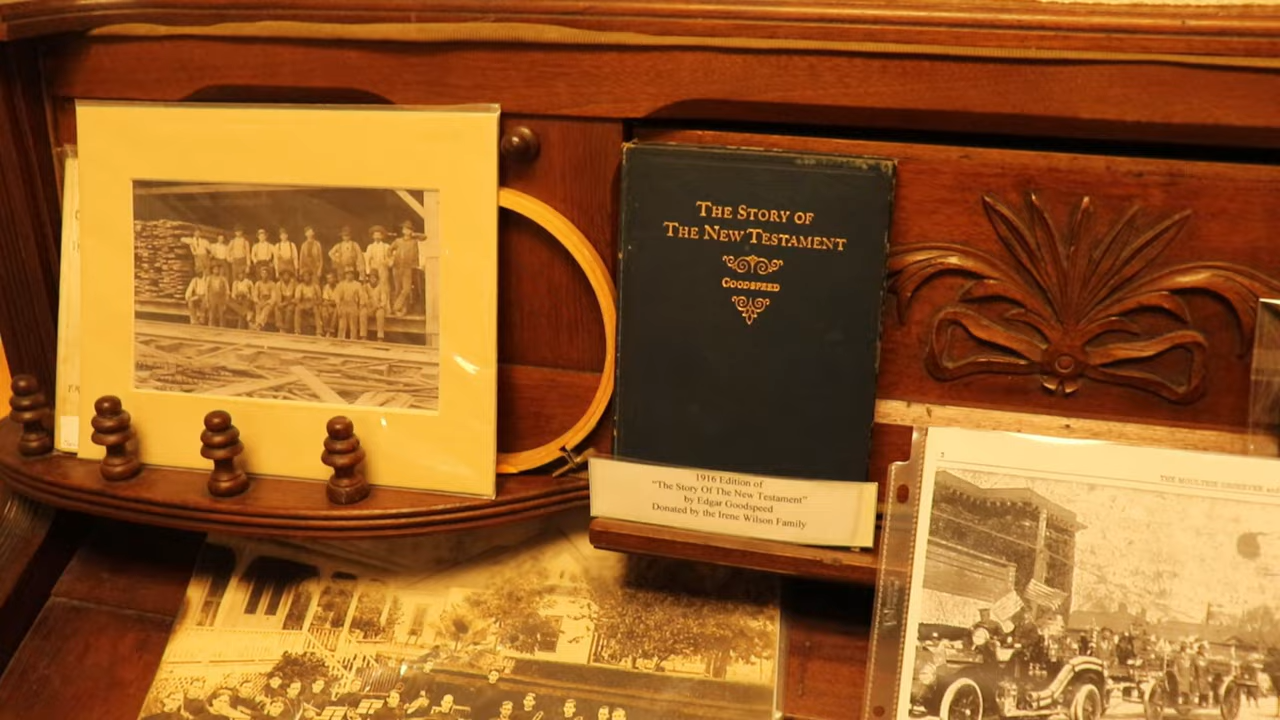 THE STORY OF
THE NEW TESTAMENT
GOODSPEED
1916 Edition of
"The Story Of The New Testament"
by Edgar Goodspeed
Donated by the Irene Wilson Family
THE MOULTRIE OBSERVER